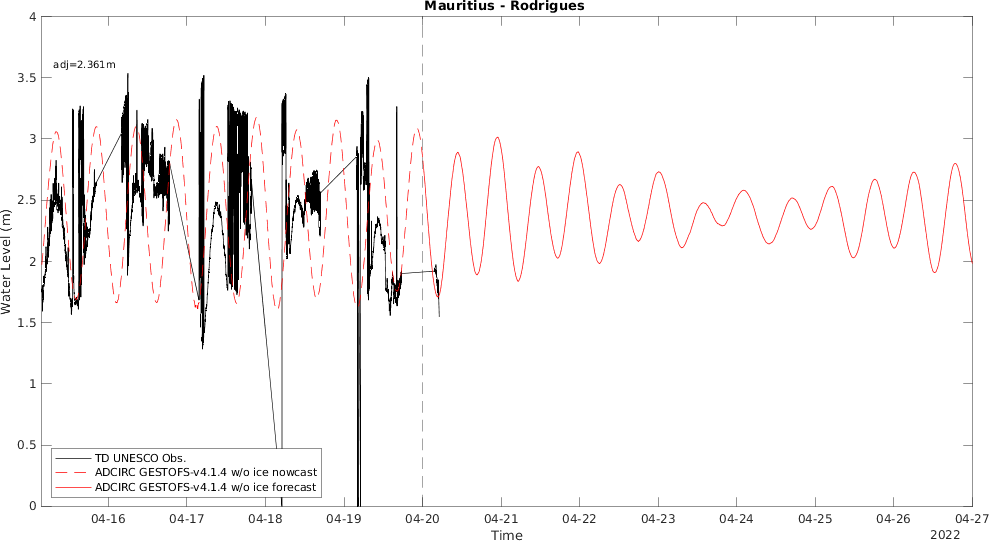 Mauritius - Rodrigues
adj=2.361m
4
3.5
3
2.5
2
1.5
1
0.5
0
Water Level (m)
TD UNESCO Obs.
ADCIRC GESTOFS-v4.1.4 w/o ice nowcast
ADCIRC GESTOFS-v4.1.4 w/o ice forecast
04-16 04-17 04-18 04-19 04-20 04-21 04-22 04-23 04-24 04-25 04-26 04-27
Time
2022